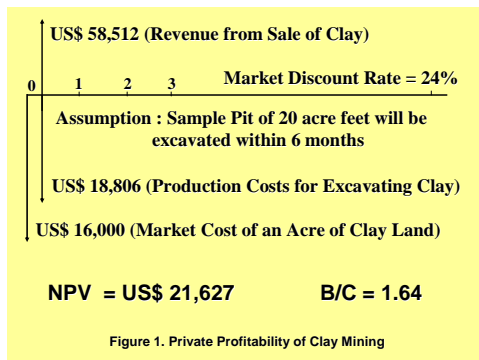 US$ 58,512 (Revenue from Sale of Clay)
0 1 2 3 Market Discount Rate = 24%
Assumption : Sample Pit of 20 acre feet will be
excavated within 6 months
US$ 18,806 (Production Costs for Excavating Clay)
US$ 16,000 (Market Cost of an Acre of Clay Land)
NPV = US$ 21,627 B/C = 1.64
Figure 1. Private Profitability of Clay Mining